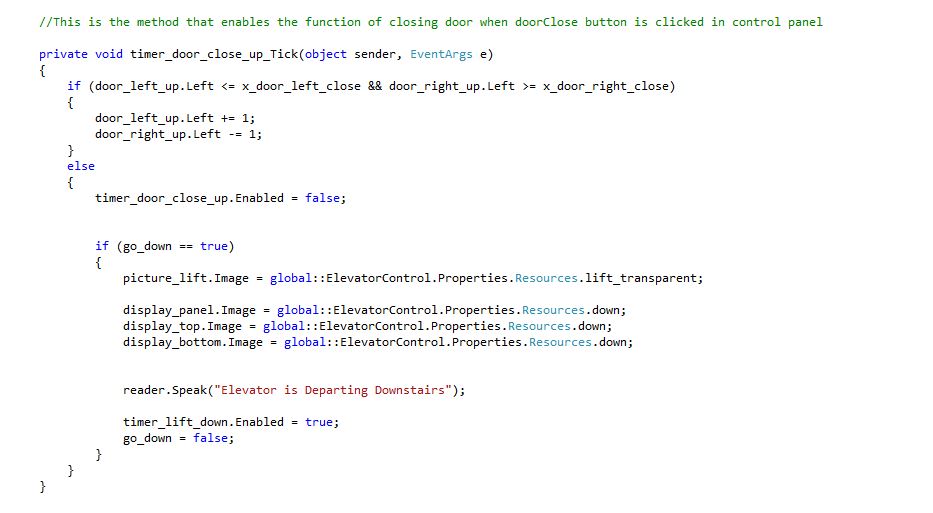 //This is the method that enables the function of closing door when doorClose button is clicked in control panel
private void timer_door_close_up_Tick(object sender, EventArgs e)
{
if (door_left_up.Left <= x_door_left_close && door_right_up.Left >= x_door_right_close)
{
door_left_up.Left += 1;
door_right_up.Left -= 1;
}
else
{
timer_door_close_up.Enabled = false;
if (go_down == true)
{
picture_lift.Image = global::ElevatorControl.Properties.Resources.lift_transparent;
display_panel.Image = global::ElevatorControl.Properties.Resources.down;
display_top.Image = global::ElevatorControl.Properties.Resources.down;
display_bottom.Image = global::ElevatorControl.Properties.Resources.down;
reader.Speak("Elevator is Departing Downstairs");
timer_lift_down.Enabled = true;
go_down = false;
}
}
}